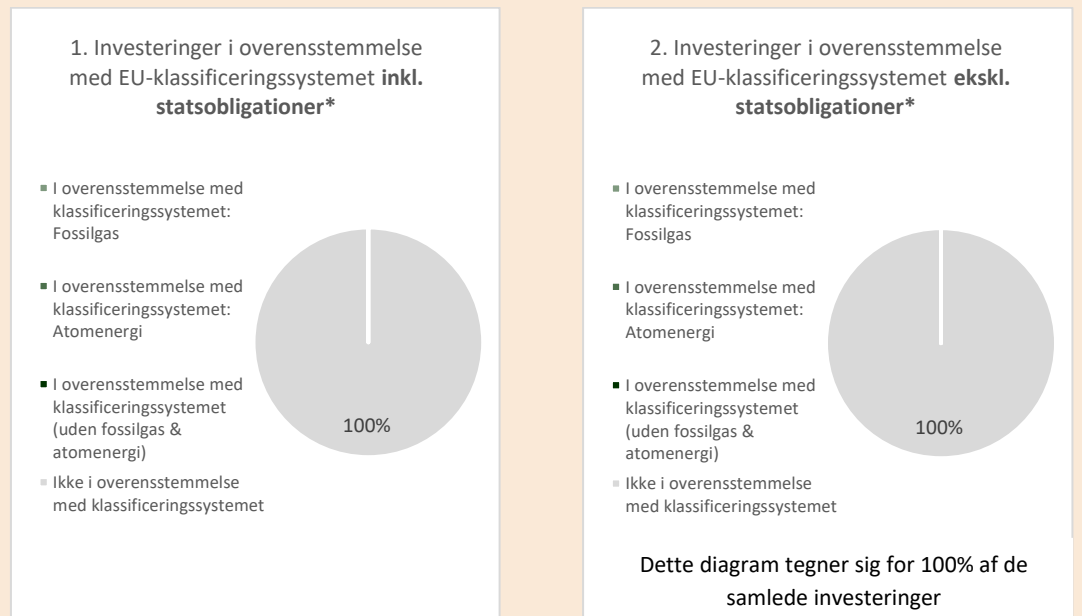 1. Investeringer i overensstemmelse
med EU-klassificeringssystemet inkl.
statsobligationer*
I overensstemmelse med
klassificeringssystemet:
Fossilgas
I overensstemmelse med
klassificeringssystemet:
Atomenergi
I overensstemmelse med
klassificeringssystemet
(uden fossilgas &
atomenergi)
Ikke i overensstemmelse
med klassificeringssystemet
100%
2. Investeringer i overensstemmelse
med EU-klassificeringssystemet ekskl.
statsobligationer*
I overensstemmelse med
klassificeringssystemet:
Fossilgas
I overensstemmelse med
klassificeringssystemet:
Atomenergi
I overensstemmelse med
klassificeringssystemet
(uden fossilgas &
atomenergi)
Ikke i overensstemmelse
med klassificeringssystemet
100%
Dette diagram tegner sig for 100% af de
samlede investeringer